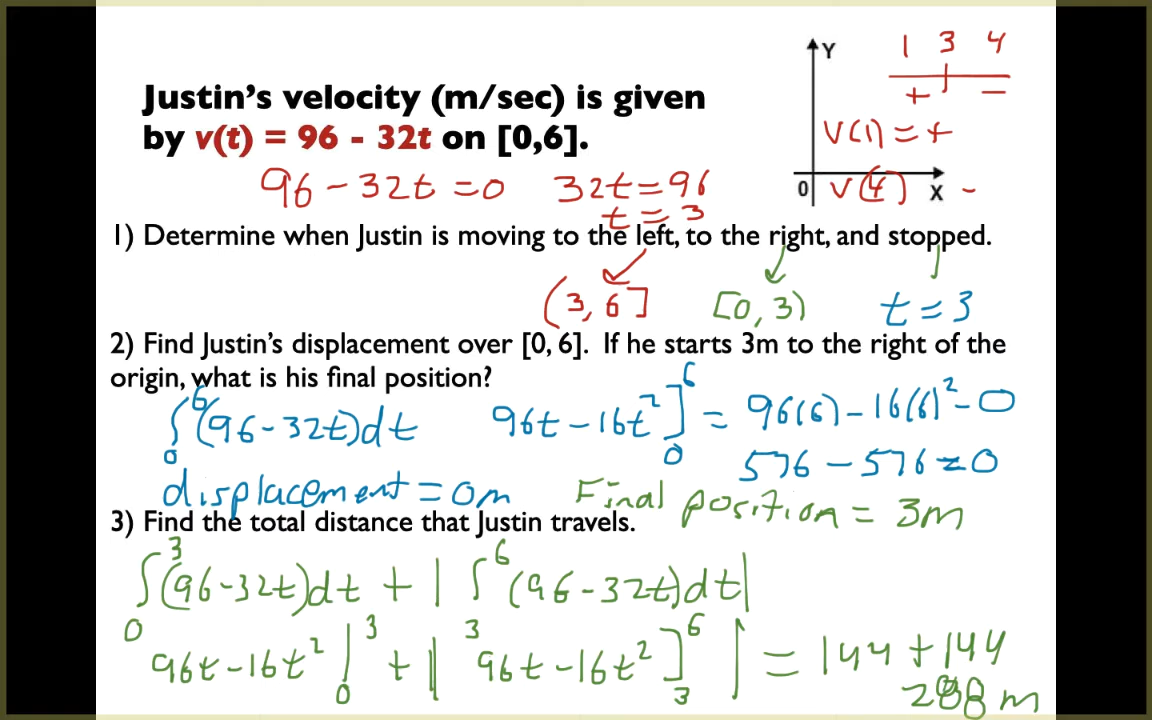 Y
1 3 4
+ −
Justin's velocity (m/sec) is given
by v(t) = 96 - 32t on [0,6].
V(1) = +
96 − 32t = 0 32t = 96
0 V(4) X −
t = 3
1) Determine when Justin is moving to the left, to the right, and stopped.
(3, 6] [0, 3) t = 3
2) Find Justin's displacement over [0, 6]. If he starts 3m to the right of the
origin, what is his final position?
∫₀⁶(96−32t)dt 96t − 16t²]₀⁶ = 96(6) − 16(6)² − 0
576 − 576 = 0
displacement = 0m Final position = 3m
3) Find the total distance that Justin travels.
∫₀³(96−32t)dt + |∫₃⁶(96−32t)dt|
96t − 16t²|₀³ + |96t − 16t²]₃⁶| = 144 + 144
288 m